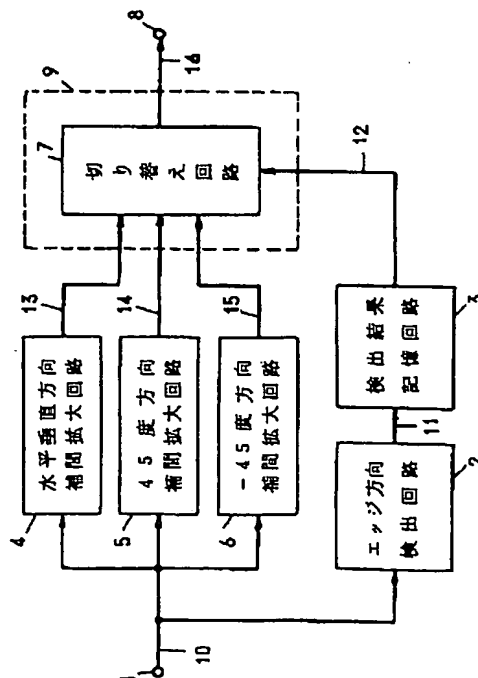 8
16
9
7
切り替え回路
12
13
14
15
水平垂直方向
補間拡大回路
4
45度方向
補間拡大回路
5
-45度方向
補間拡大回路
6
検出結果
記憶回路
3
11
エッジ方向
検出回路
2
10